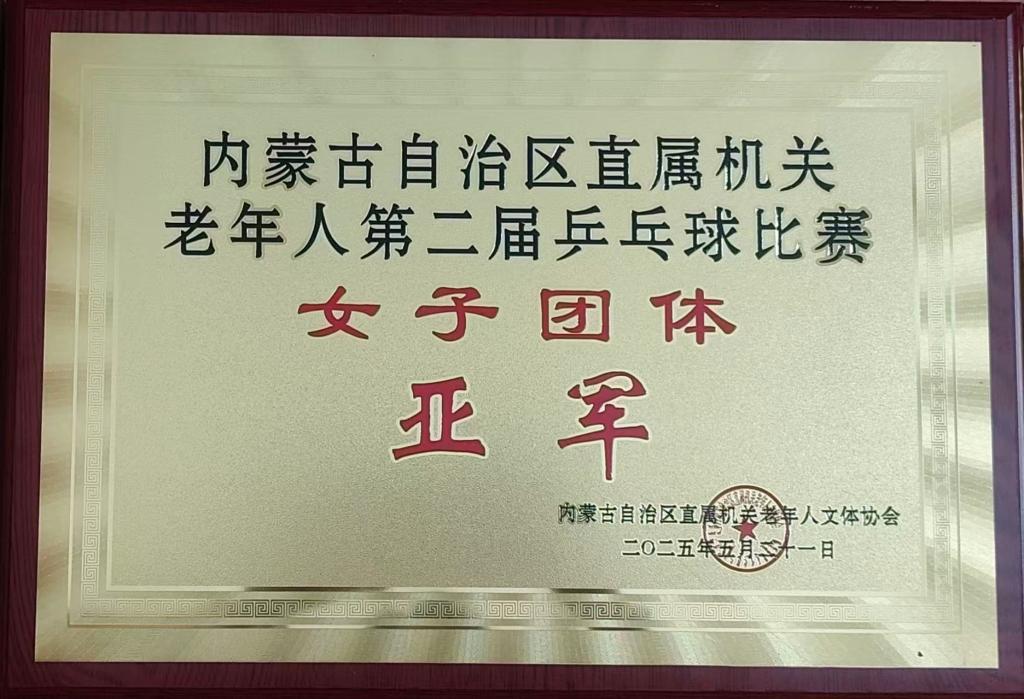 内蒙古自治区直属机关
老年人第二届乒乓球比赛
女子团体
亚军
内蒙古自治区直属机关老年人文体协会
二〇二五年五月二十一日